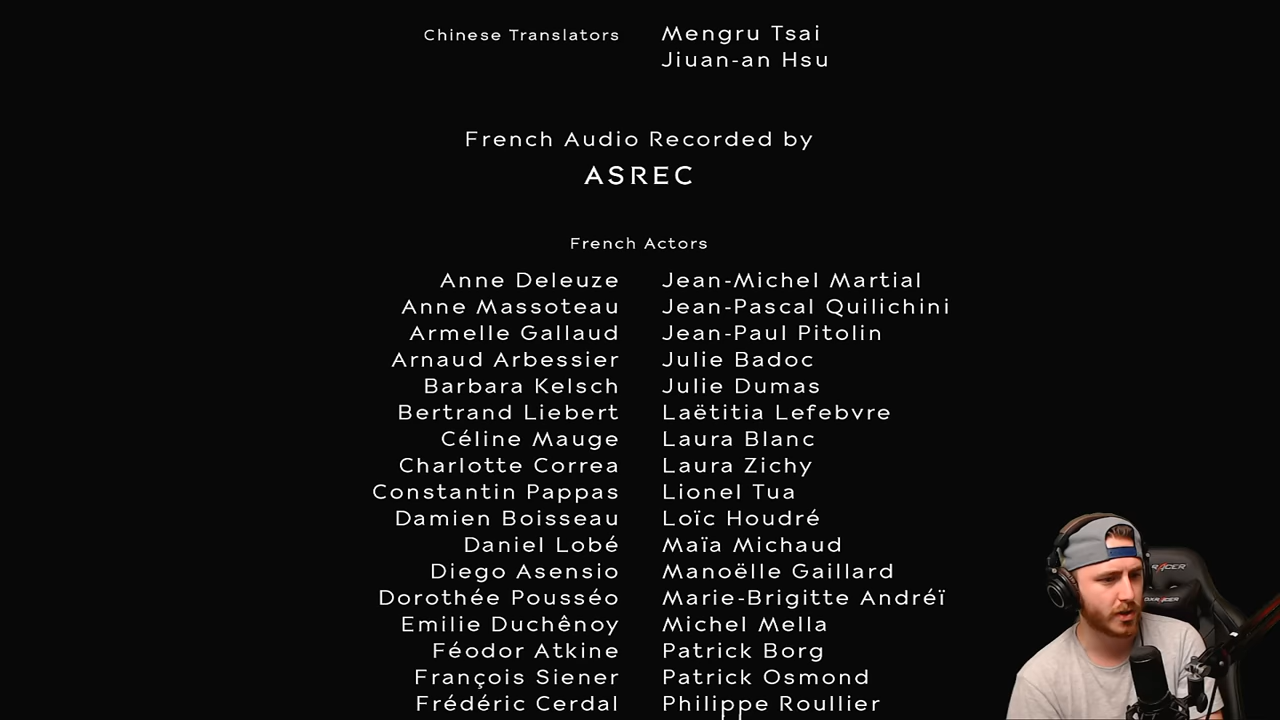 Chinese Translators Mengru Tsai
Jiuan-an Hsu
French Audio Recorded by
ASREC
French Actors
Anne Deleuze Jean-Michel Martial
Anne Massoteau Jean-Pascal Quilichini
Armelle Gallaud Jean-Paul Pitolin
Arnaud Arbessier Julie Badoc
Barbara Kelsch Julie Dumas
Bertrand Liebert Laëtitia Lefebvre
Céline Mauge Laura Blanc
Charlotte Correa Laura Zichy
Constantin Pappas Lionel Tua
Damien Boisseau Loïc Houdré
Daniel Lobé Maïa Michaud
Diego Asensio Manoëlle Gaillard
Dorothée Pousséo Marie-Brigitte Andréï
Emilie Duchênoy Michel Mella
Féodor Atkine Patrick Borg
François Siener Patrick Osmond
Frédéric Cerdal Philippe Roullier